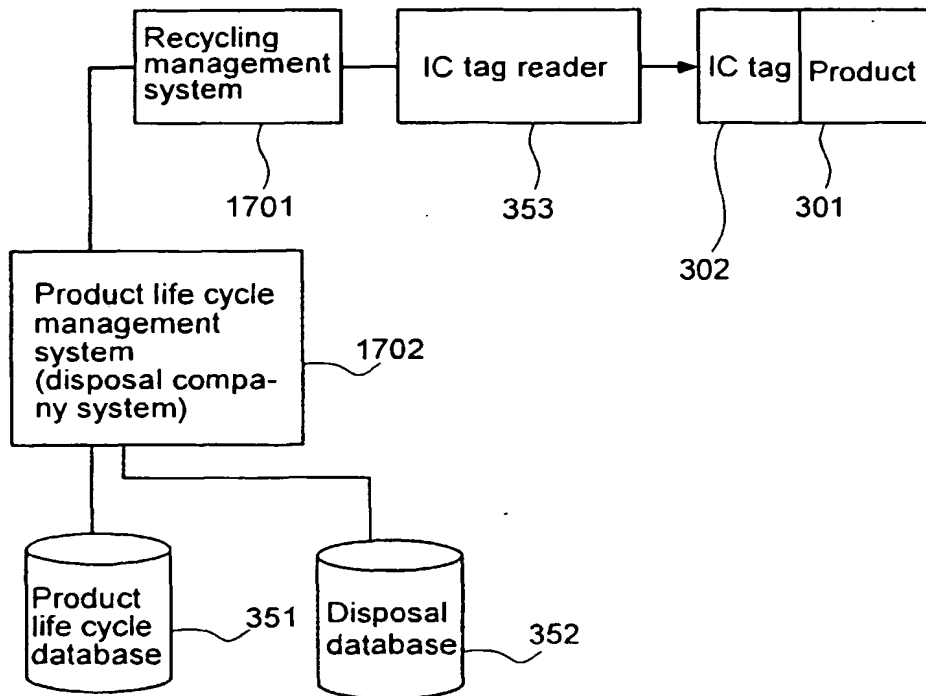 Recycling
management
system
IC tag reader
IC tag
Product
1701
353
302
301
Product life cycle
management
system
(disposal compa-
ny system)
1702
Product
life cycle
database
351
Disposal
database
352